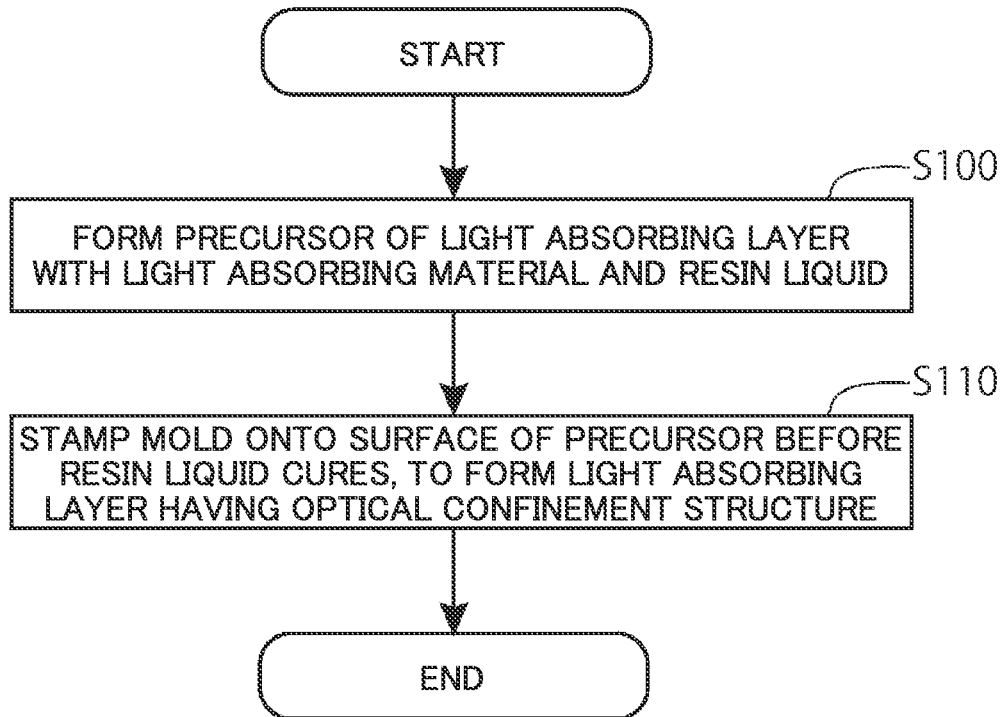 START
S100
FORM PRECURSOR OF LIGHT ABSORBING LAYER
WITH LIGHT ABSORBING MATERIAL AND RESIN LIQUID
S110
STAMP MOLD ONTO SURFACE OF PRECURSOR BEFORE
RESIN LIQUID CURES, TO FORM LIGHT ABSORBING
LAYER HAVING OPTICAL CONFINEMENT STRUCTURE
END